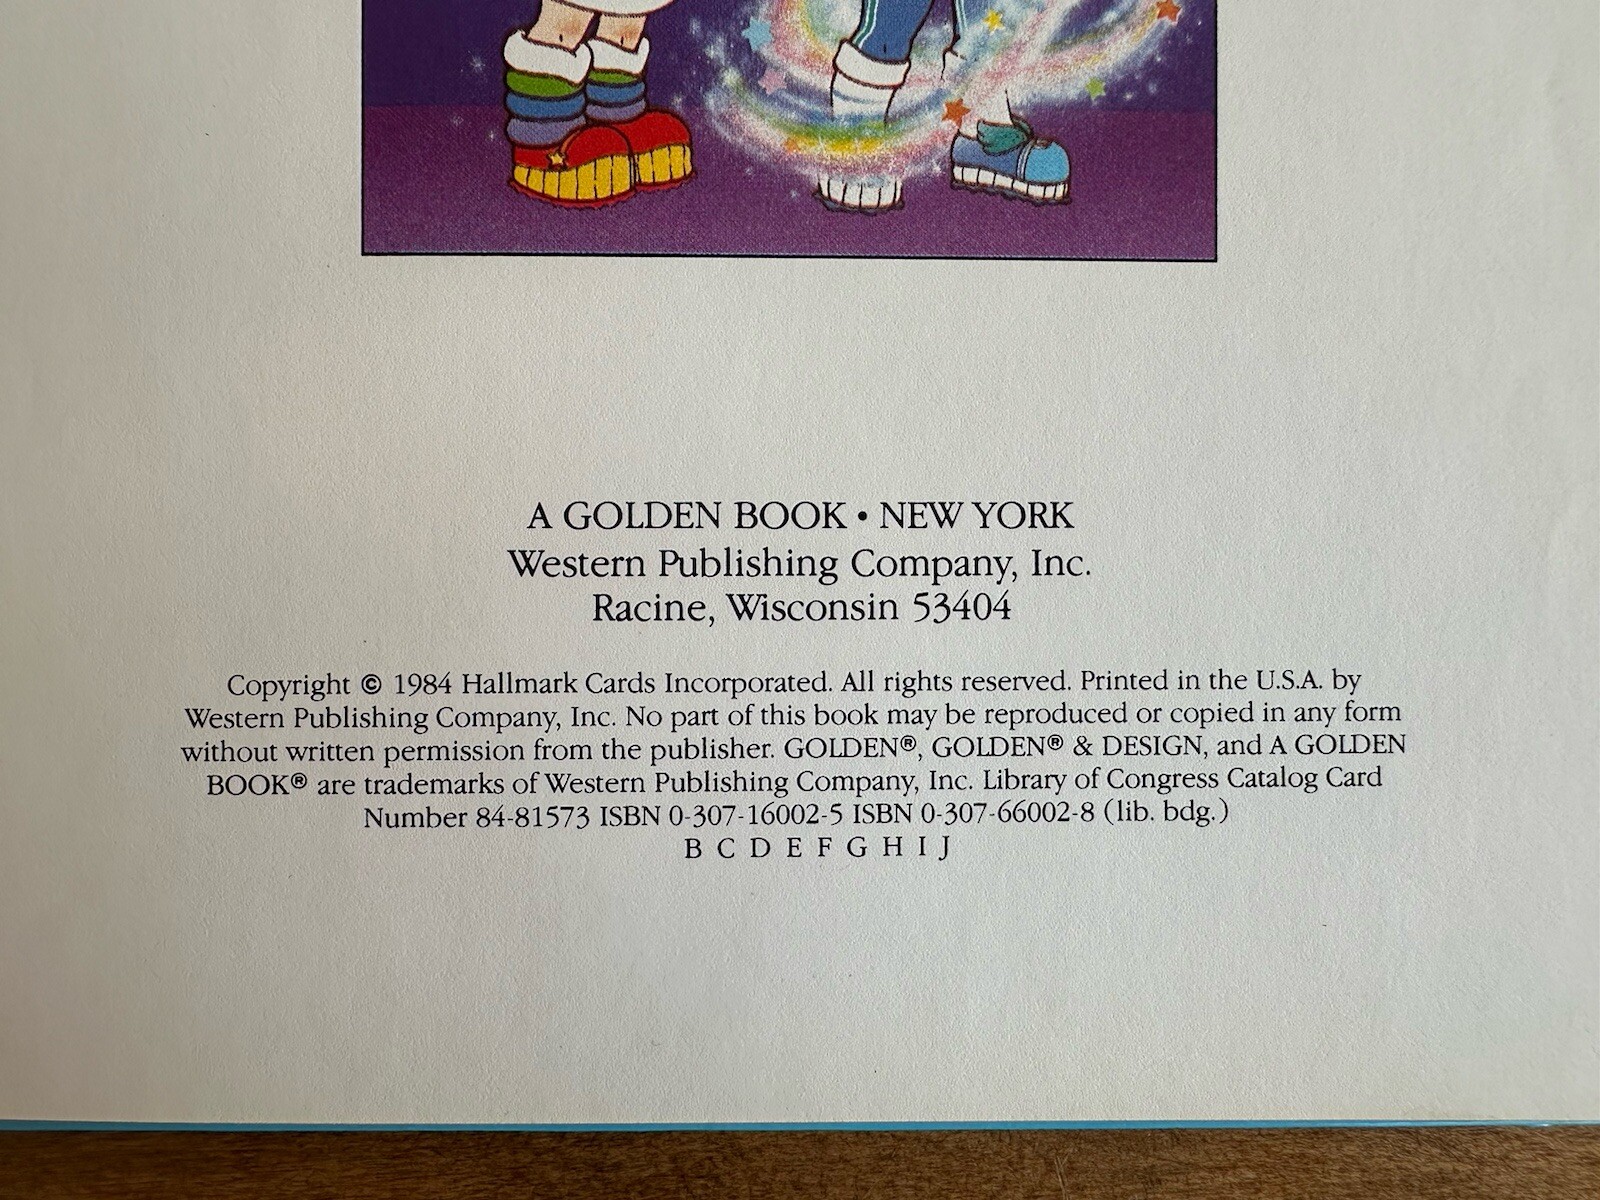 A GOLDEN BOOK • NEW YORK
Western Publishing Company, Inc.
Racine, Wisconsin 53404
Copyright © 1984 Hallmark Cards Incorporated. All rights reserved. Printed in the U.S.A. by
Western Publishing Company, Inc. No part of this book may be reproduced or copied in any form
without written permission from the publisher. GOLDEN®, GOLDEN® & DESIGN, and A GOLDEN
BOOK® are trademarks of Western Publishing Company, Inc. Library of Congress Catalog Card
Number 84-81573 ISBN 0-307-16002-5 ISBN 0-307-66002-8 (lib. bdg.)
B C D E F G H I J